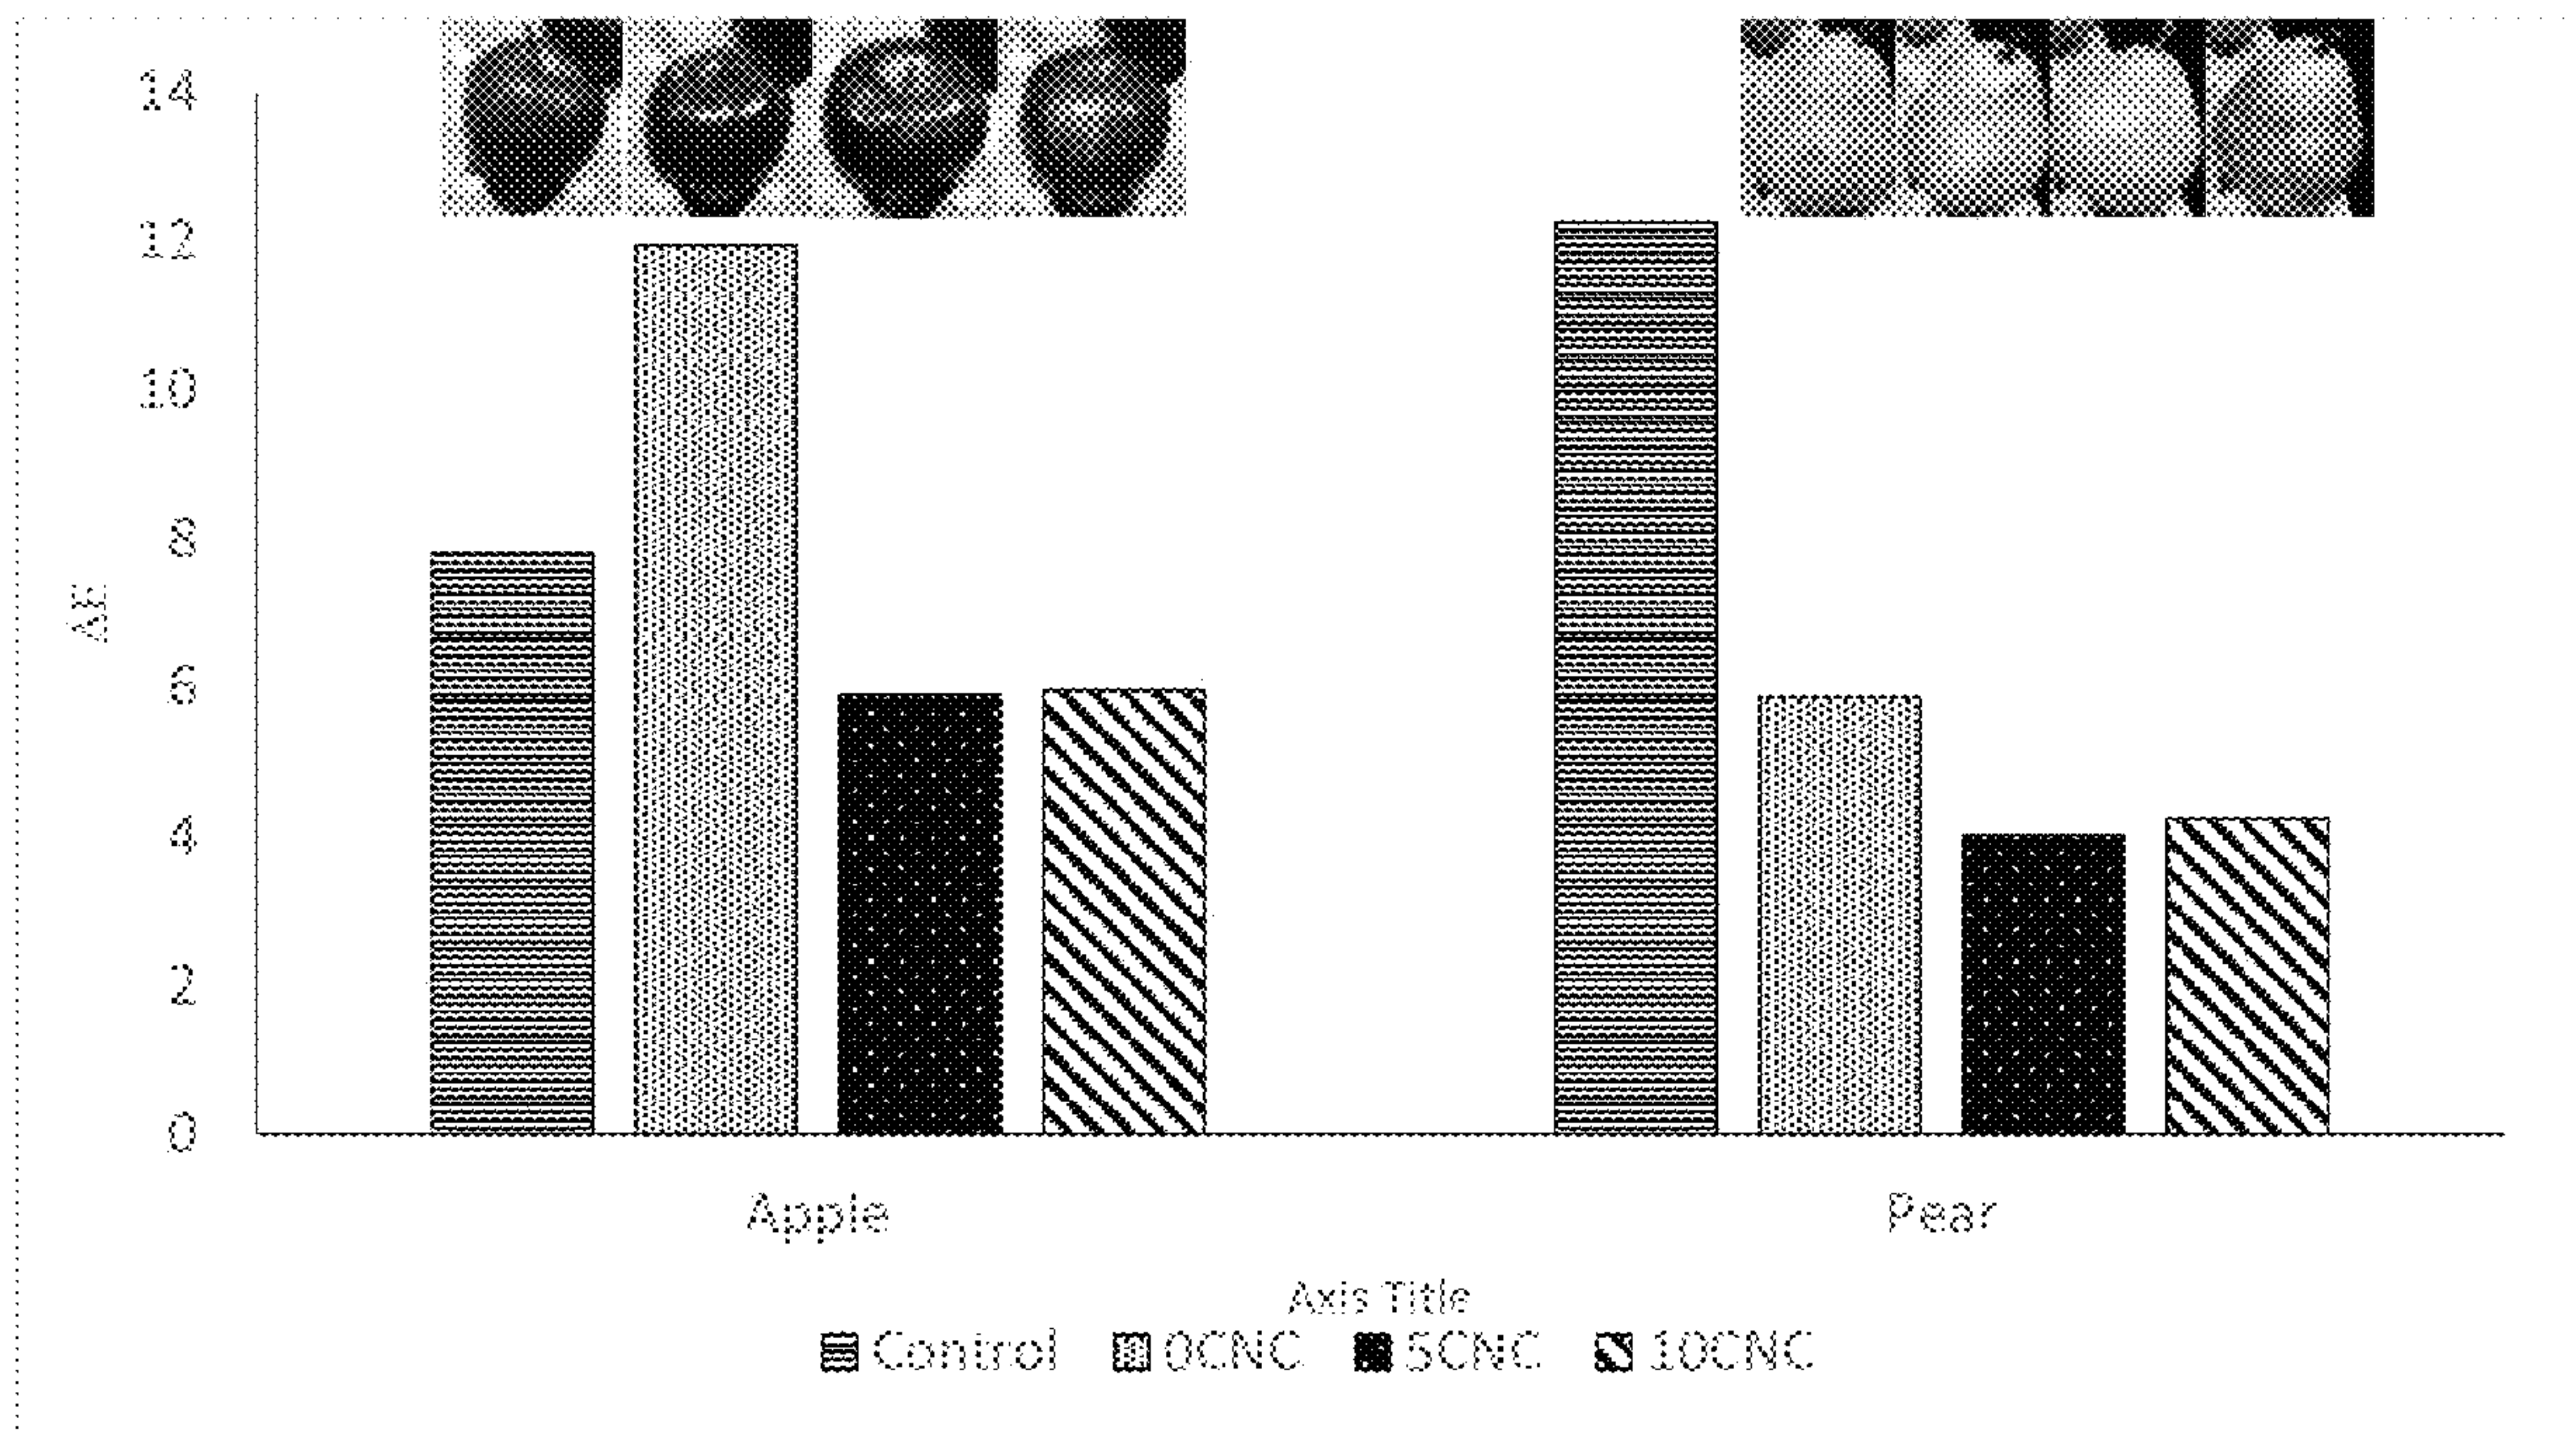 14
12
10
8
6
4
2
0
ΔE
Apple Pear
Axis Title
Control 0CNC 5CNC 10CNC